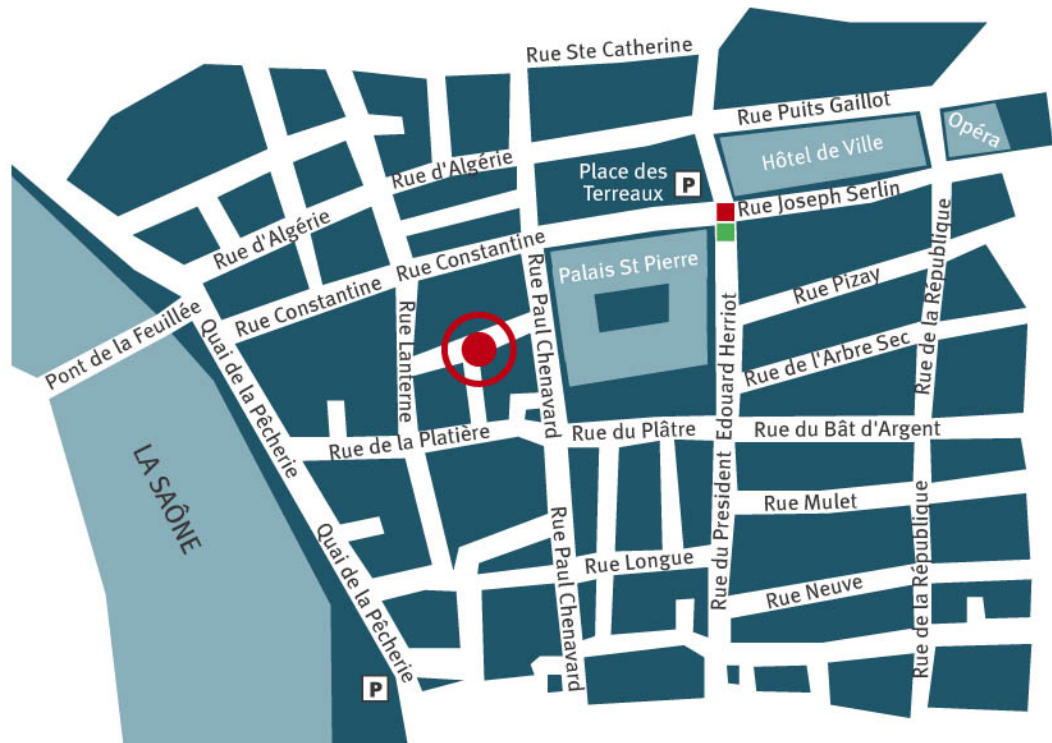 Rue Ste Catherine
Rue Puits Gaillot
Opéra
Hôtel de Ville
Rue d'Algérie
Place des
Terreaux
P
Rue Joseph Serlin
Rue d'Algérie
Rue Constantine
Palais St Pierre
Rue Pizay
Rue de la République
Rue Constantine
Rue Paul Chenavard
Rue Lanterne
Pont de la Feuillée
Quai de la Pêcherie
Rue de l'Arbre Sec
Rue du President Edouard Herriot
Rue de la Platière
Rue du Plâtre
Rue du Bât d'Argent
LA SAÔNE
Rue Mulet
Quai de la Pêcherie
Rue Paul Chenavard
Rue Longue
Rue Neuve
Rue de la République
P